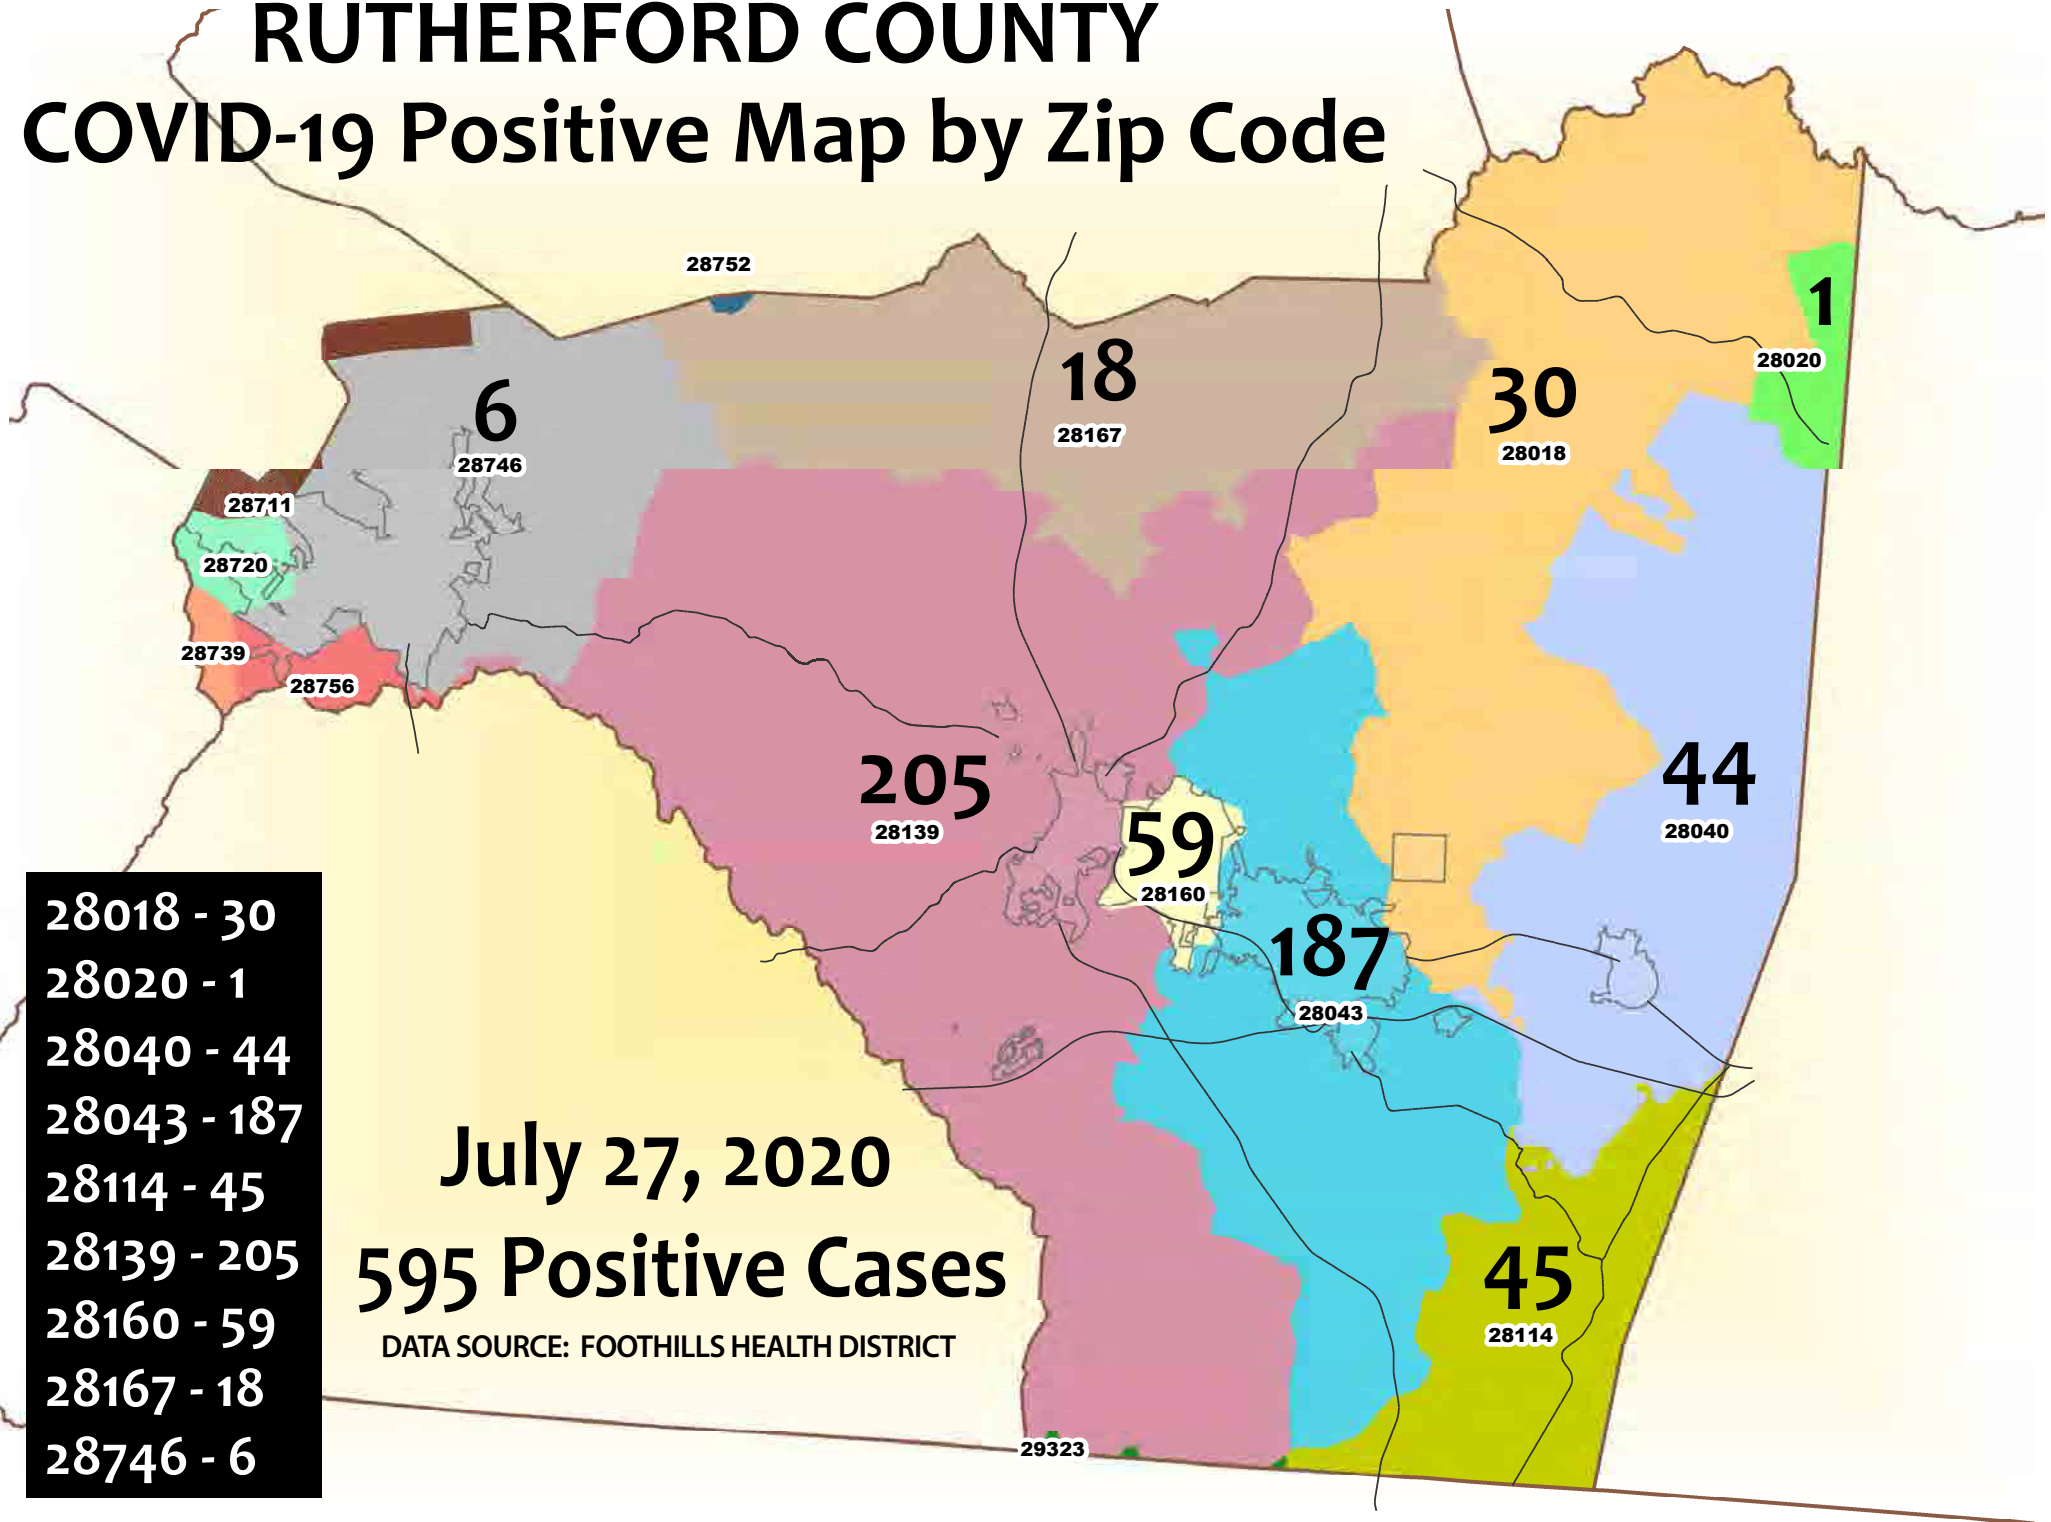 RUTHERFORD COUNTY
COVID-19 Positive Map by Zip Code
28752
1
28020
18
28167
30
28018
6
28746
28711
28720
28739
28756
205
28139
59
28160
44
28040
187
28043
28018 - 30
28020 - 1
28040 - 44
28043 - 187
28114 - 45
28139 - 205
28160 - 59
28167 - 18
28746 - 6
July 27, 2020
595 Positive Cases
DATA SOURCE: FOOTHILLS HEALTH DISTRICT
45
28114
29323